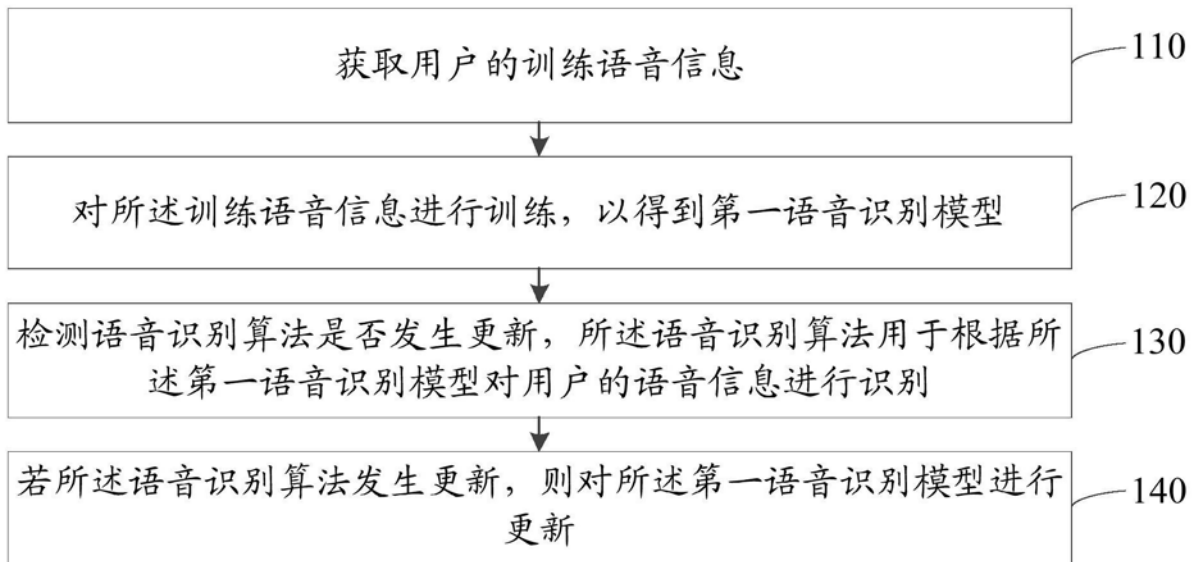 获取用户的训练语音信息
110
对所述训练语音信息进行训练，以得到第一语音识别模型
120
检测语音识别算法是否发生更新，所述语音识别算法用于根据所
述第一语音识别模型对用户的语音信息进行识别
130
若所述语音识别算法发生更新，则对所述第一语音识别模型进行
更新
140